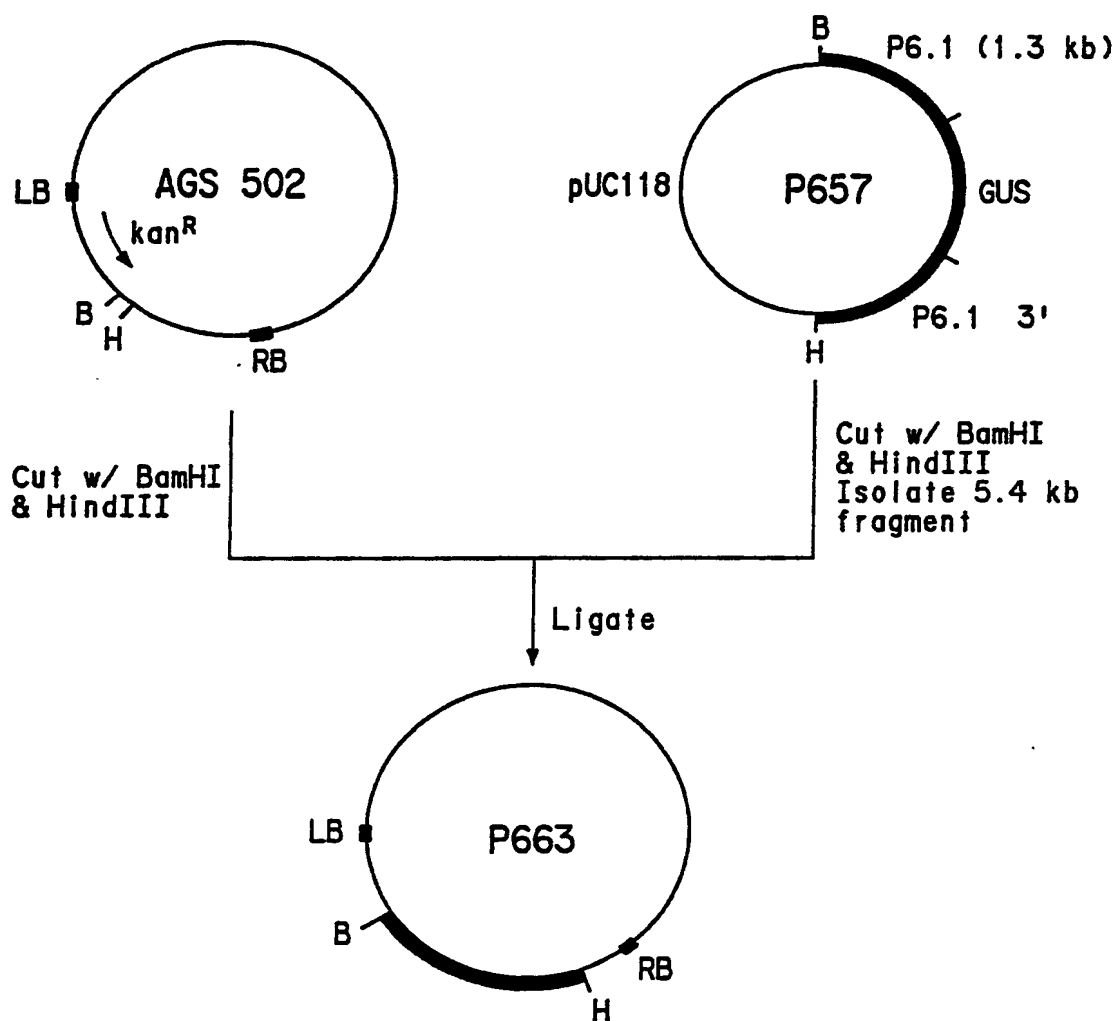 AGS 502
LB
kanᴿ
B
H
RB
B
P6.1 (1.3 kb)
pUC118
P657
GUS
P6.1 3'
H
Cut w/ BamHI
& HindIII
Cut w/ BamHI
& HindIII
Isolate 5.4 kb
fragment
Ligate
P663
LB
B
RB
H